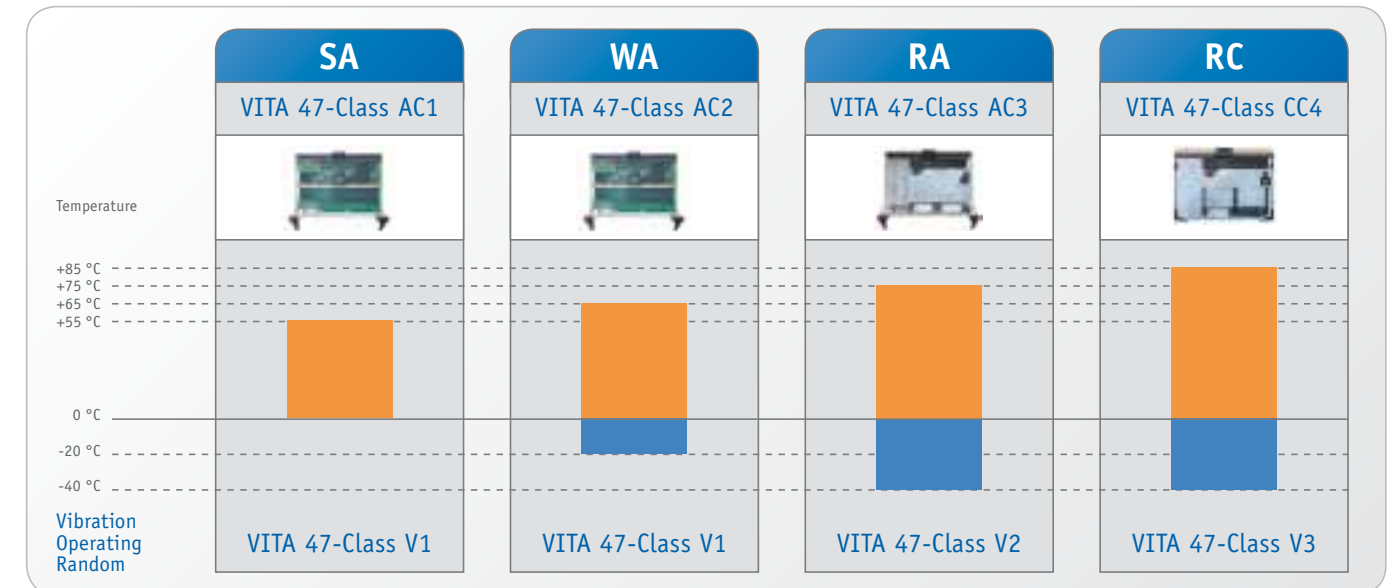 SA
WA
RA
RC
VITA 47-Class AC1
VITA 47-Class AC2
VITA 47-Class AC3
VITA 47-Class CC4
Temperature
+85 °C
+75 °C
+65 °C
+55 °C
0 °C
-20 °C
-40 °C
Vibration
Operating
Random
VITA 47-Class V1
VITA 47-Class V1
VITA 47-Class V2
VITA 47-Class V3